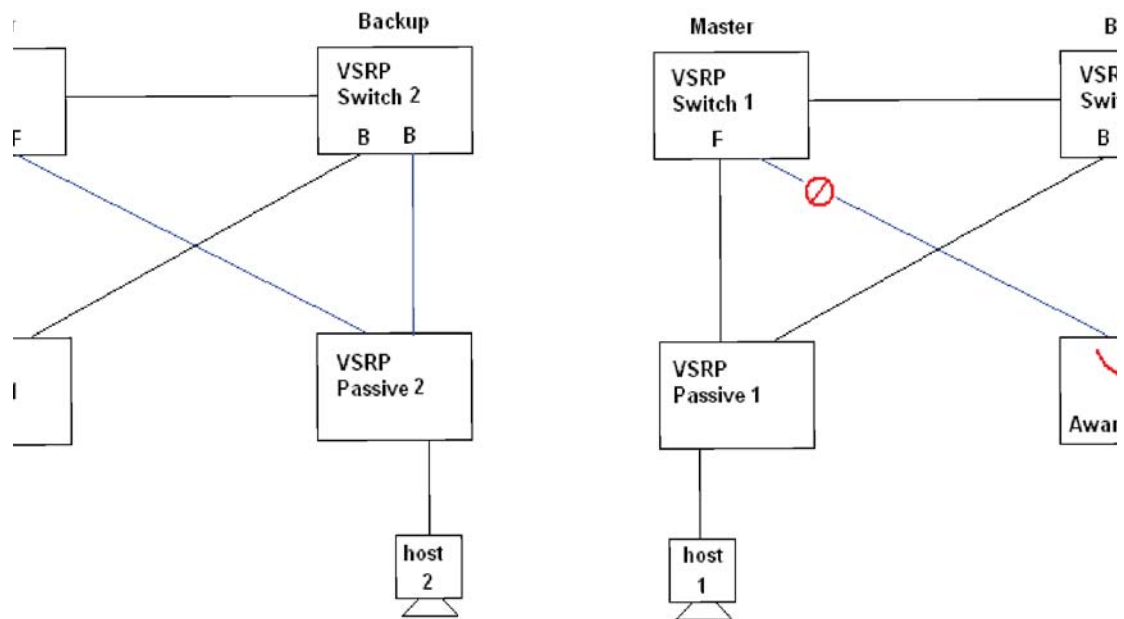 Backup
Master
B
VSRP
Switch 2
VSRP
Switch 1
F
B B
F
B
VSRP
Passive 2
VSRP
Passive 1
host
2
host
1